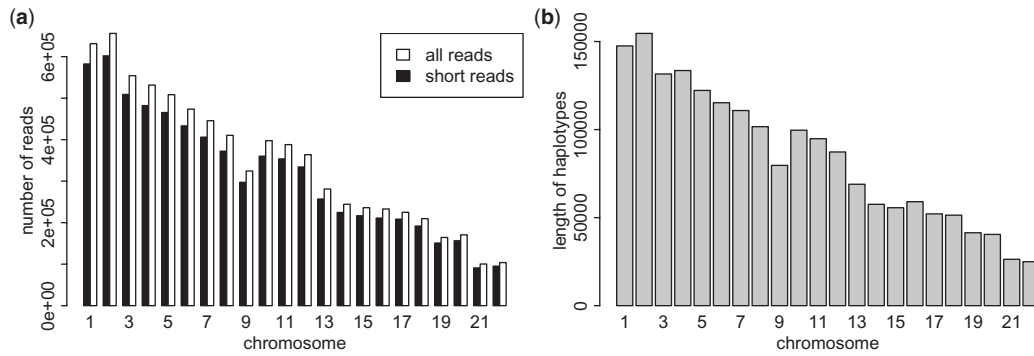 (a)
number of reads
6e+05
4e+05
2e+05
0e+00
all reads
short reads
1 3 5 7 9 11 13 15 17 19 21
chromosome
(b)
length of haplotypes
150000
100000
50000
0
1 3 5 7 9 11 13 15 17 19 21
chromosome